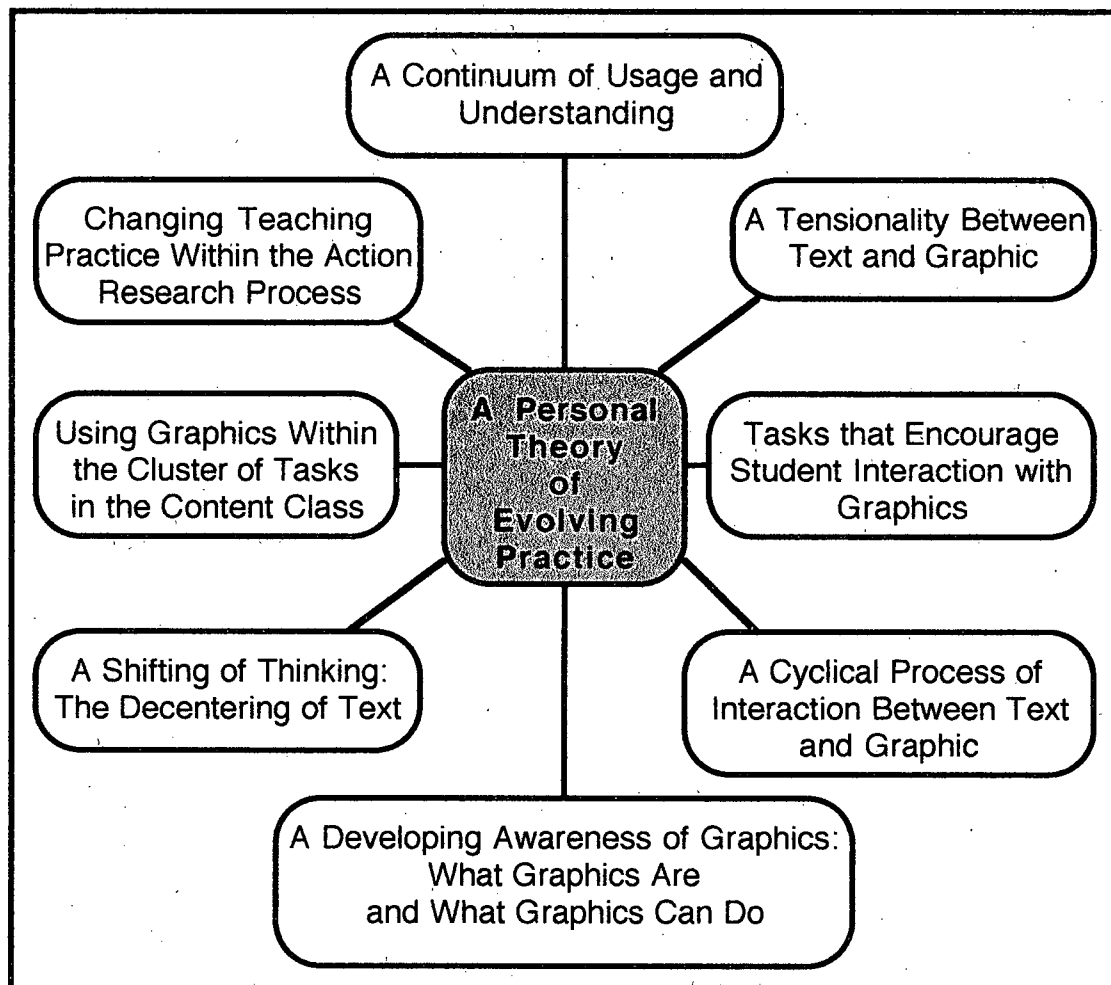 A Continuum of Usage and
Understanding
Changing Teaching
Practice Within the Action
Research Process
A Tensionality Between
Text and Graphic
A Personal
Theory
of
Evolving
Practice
Using Graphics Within
the Cluster of Tasks
in the Content Class
Tasks that Encourage
Student Interaction with
Graphics
A Shifting of Thinking:
The Decentering of Text
A Cyclical Process of
Interaction Between Text
and Graphic
A Developing Awareness of Graphics:
What Graphics Are
and What Graphics Can Do